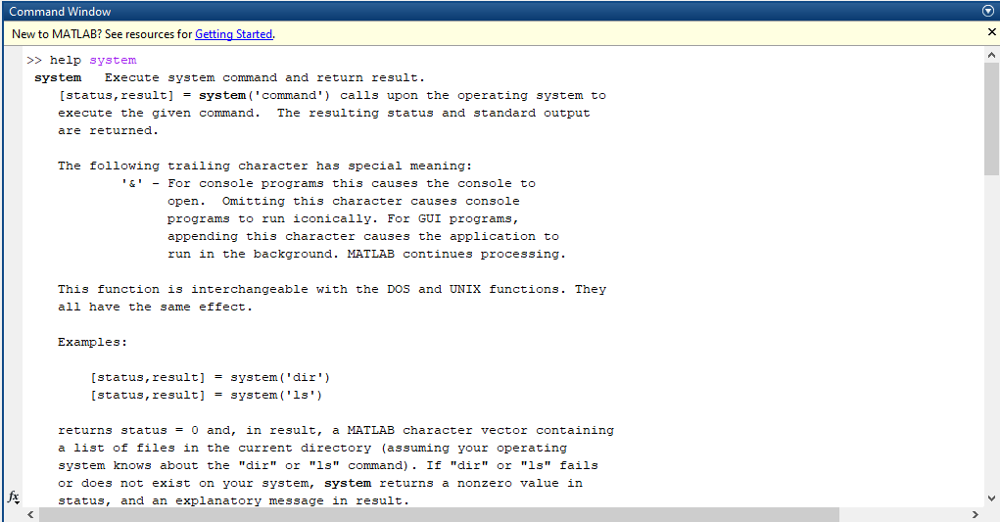 Command Window
New to MATLAB? See resources for Getting Started.
>> help system
system   Execute system command and return result.
[status,result] = system('command') calls upon the operating system to
execute the given command.  The resulting status and standard output
are returned.
The following trailing character has special meaning:
'&' - For console programs this causes the console to
open.  Omitting this character causes console
programs to run iconically. For GUI programs,
appending this character causes the application to
run in the background. MATLAB continues processing.
This function is interchangeable with the DOS and UNIX functions. They
all have the same effect.
Examples:
[status,result] = system('dir')
[status,result] = system('ls')
returns status = 0 and, in result, a MATLAB character vector containing
a list of files in the current directory (assuming your operating
system knows about the "dir" or "ls" command). If "dir" or "ls" fails
or does not exist on your system, system returns a nonzero value in
fx
status, and an explanatory message in result.